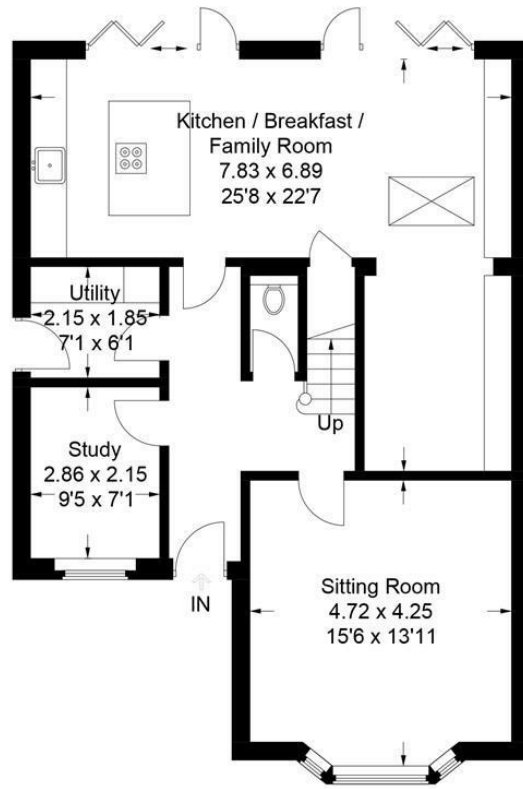 Kitchen / Breakfast /
Family Room
7.83 x 6.89
25'8 x 22'7
Utility
2.15 x 1.85
7'1 x 6'1
Study
2.86 x 2.15
9'5 x 7'1
Up
IN
Sitting Room
4.72 x 4.25
15'6 x 13'11